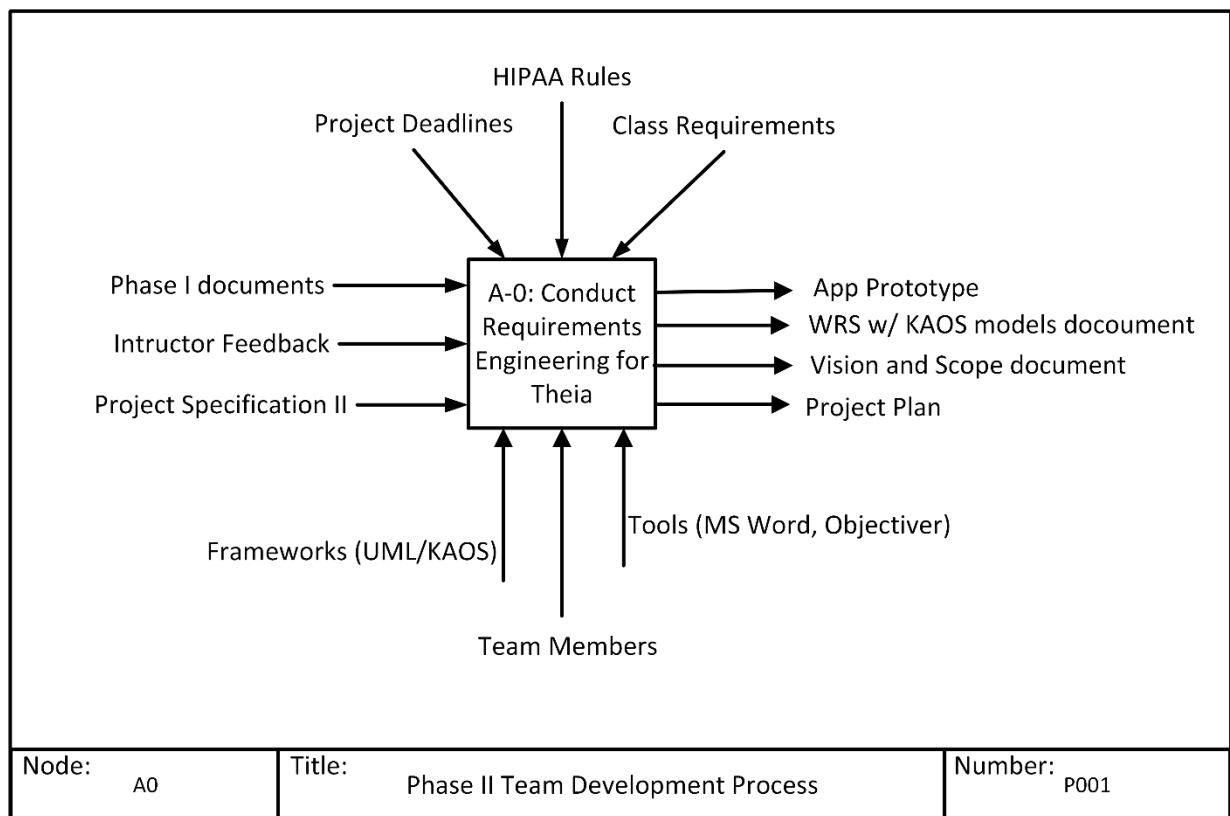 HIPAA Rules
Project Deadlines
Class Requirements
Phase I documents
Intructor Feedback
Project Specification II
A-0: Conduct
Requirements
Engineering for
Theia
App Prototype
WRS w/ KAOS models docoument
Vision and Scope document
Project Plan
Frameworks (UML/KAOS)
Tools (MS Word, Objectiver)
Team Members
Node: A0
Title: Phase II Team Development Process
Number: P001